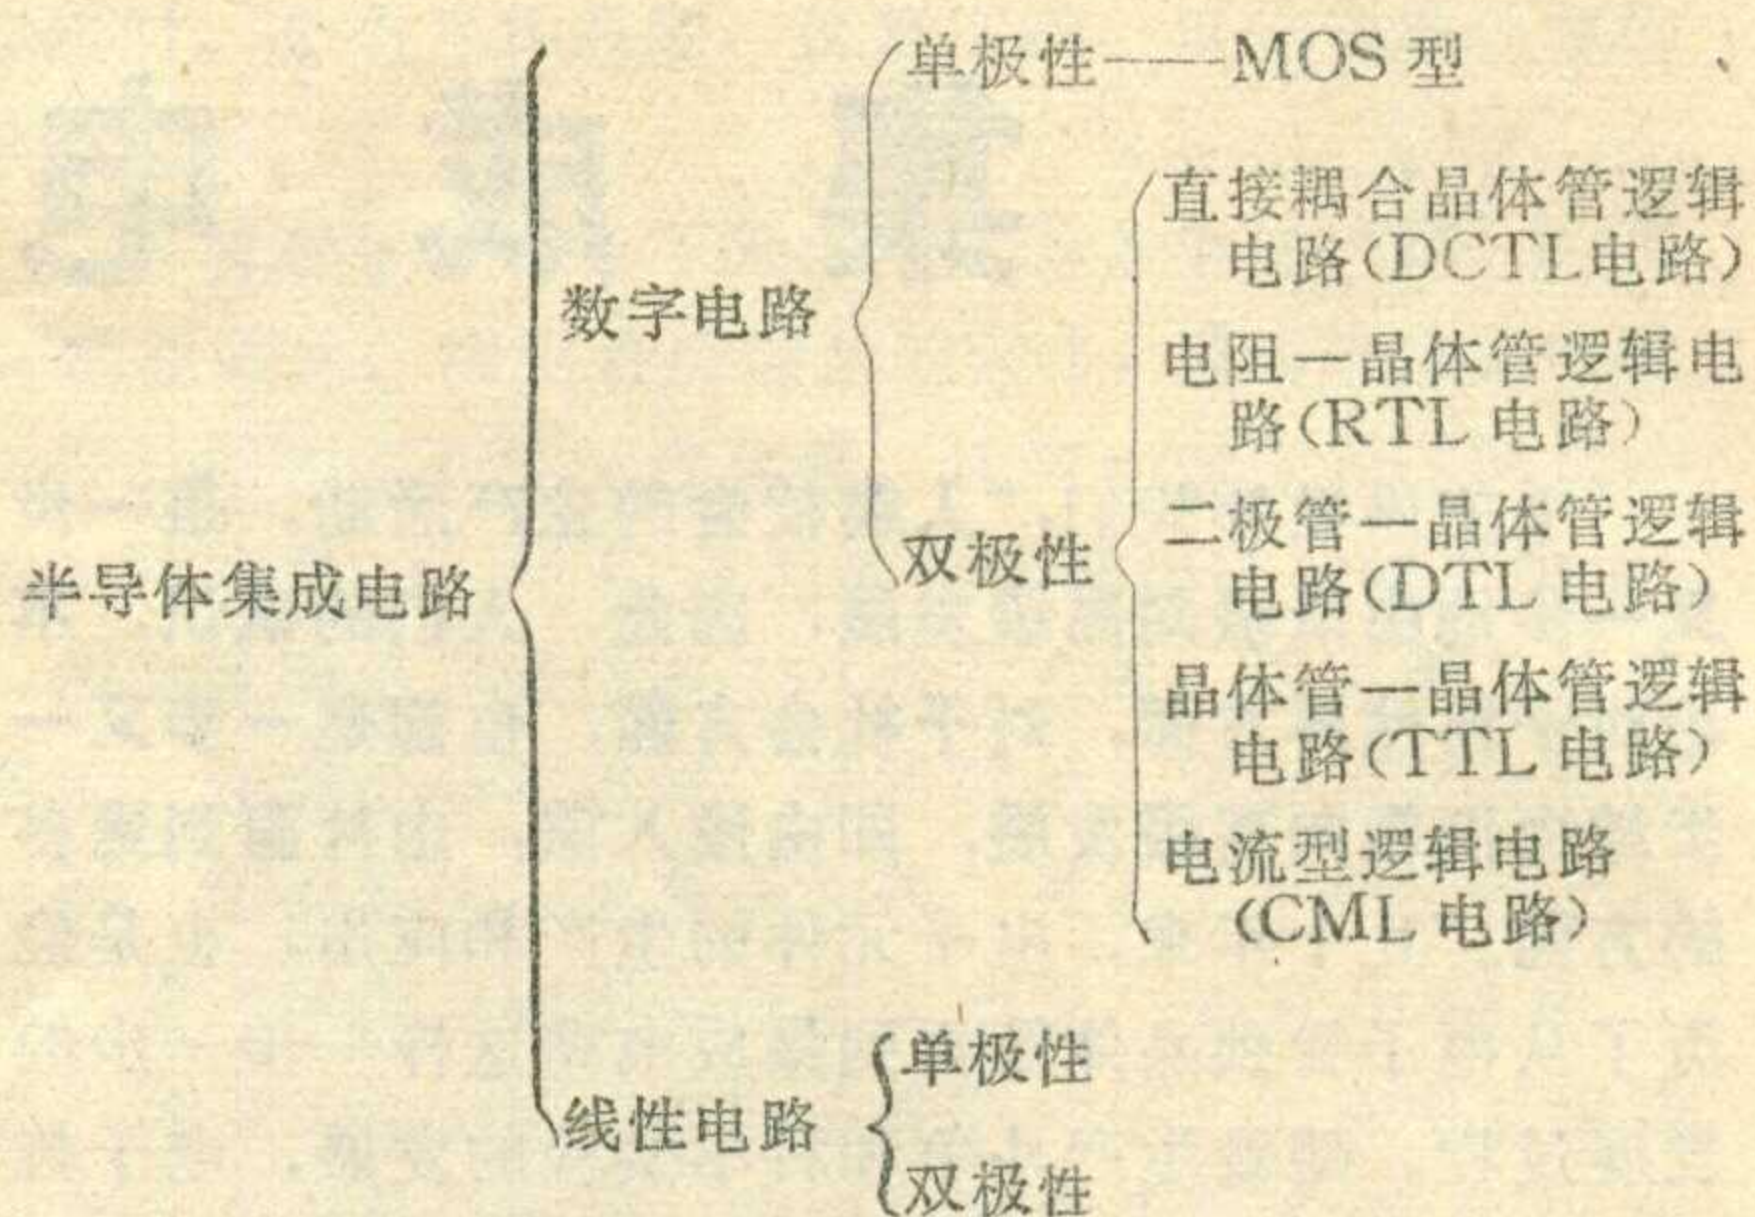 半导体集成电路
数字电路
单极性——MOS 型
双极性
直接耦合晶体管逻辑
电路(DCTL电路)
电阻—晶体管逻辑电
路(RTL 电路)
二极管—晶体管逻辑
电路(DTL 电路)
晶体管—晶体管逻辑
电路(TTL 电路)
电流型逻辑电路
(CML 电路)
线性电路
单极性
双极性